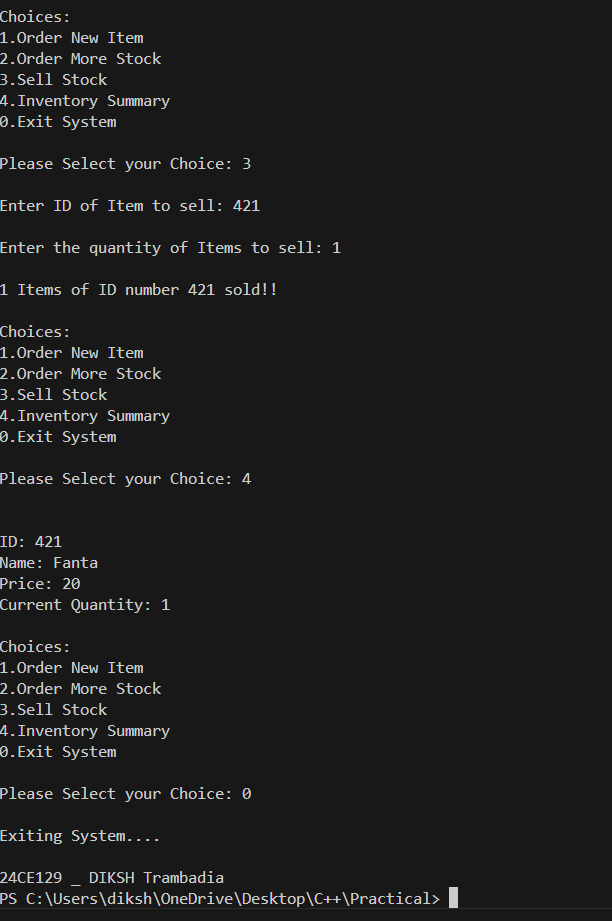 Choices:
1.Order New Item
2.Order More Stock
3.Sell Stock
4.Inventory Summary
0.Exit System
Please Select your Choice: 3
Enter ID of Item to sell: 421
Enter the quantity of Items to sell: 1
1 Items of ID number 421 sold!!
Choices:
1.Order New Item
2.Order More Stock
3.Sell Stock
4.Inventory Summary
0.Exit System
Please Select your Choice: 4
ID: 421
Name: Fanta
Price: 20
Current Quantity: 1
Choices:
1.Order New Item
2.Order More Stock
3.Sell Stock
4.Inventory Summary
0.Exit System
Please Select your Choice: 0
Exiting System....
24CE129 _ DIKSH Trambadia
PS C:\Users\diksh\OneDrive\Desktop\C++\Practical>